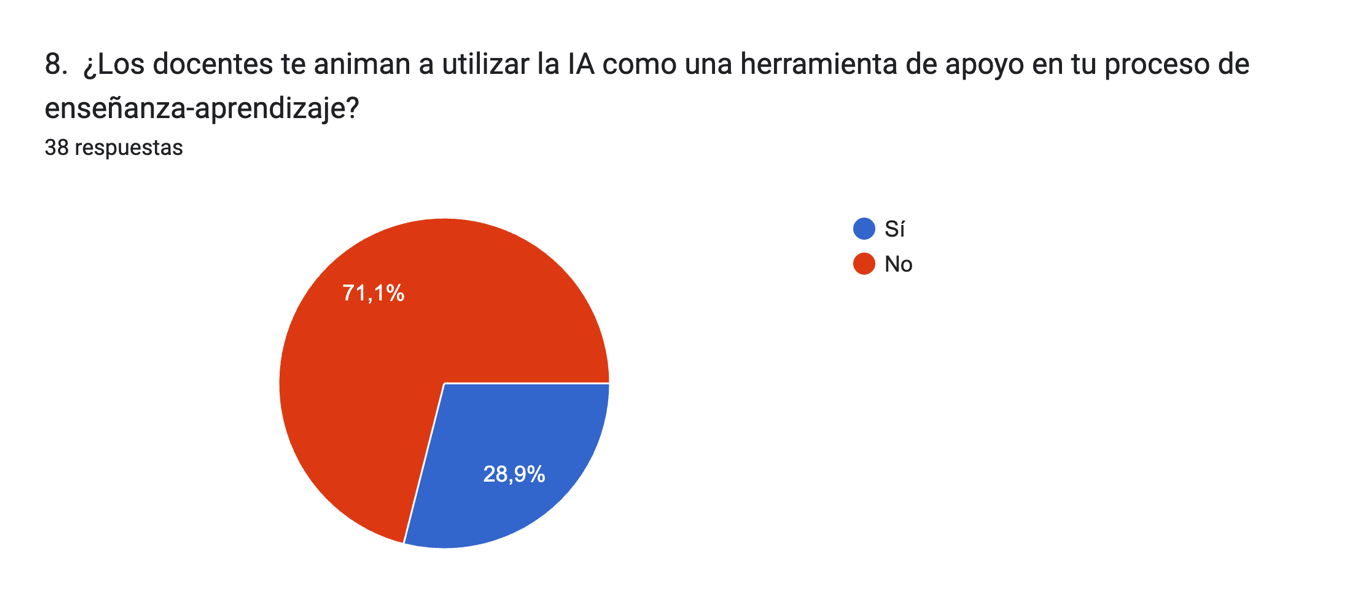 8. ¿Los docentes te animan a utilizar la IA como una herramienta de apoyo en tu proceso de
enseñanza-aprendizaje?
38 respuestas
Sí
No
71,1%
28,9%